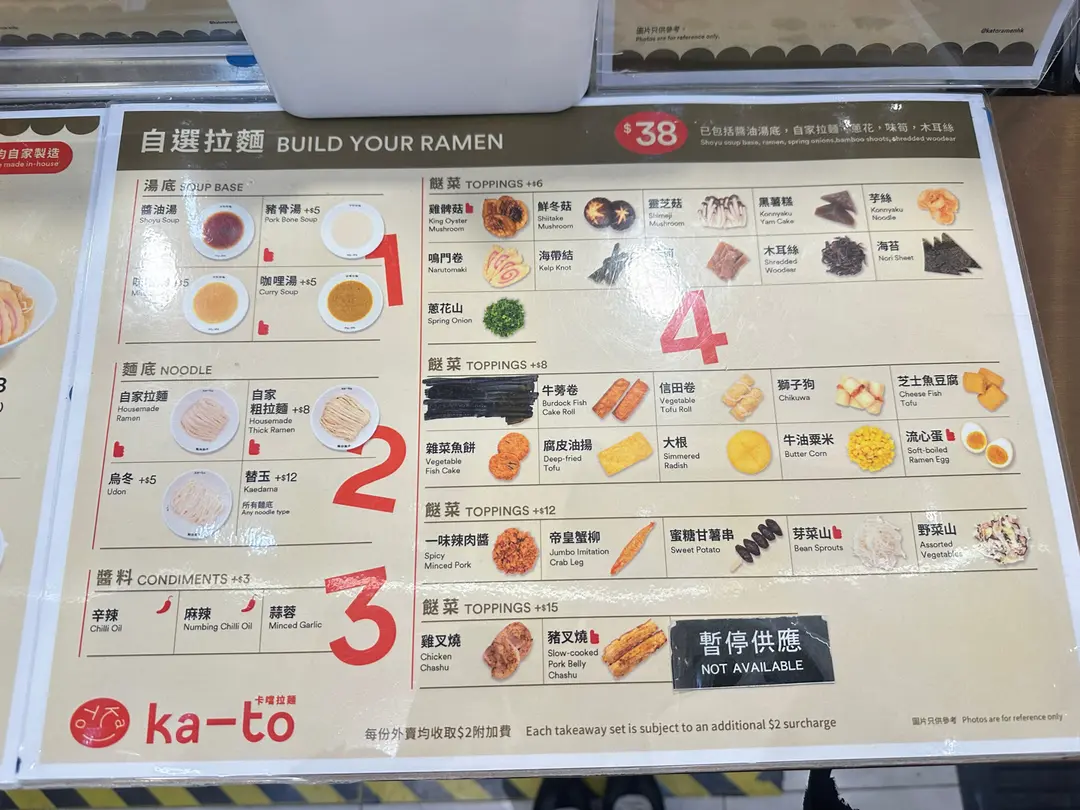 圖片只供參考。
Photos are for reference only.
@katoramenhk
自家製造
made in-house
自選拉麵 BUILD YOUR RAMEN
$38
已包括醬油湯底，自家拉麵，蔥花，味筍，木耳絲
Shoyu soup base, ramen, spring onions, bamboo shoots, shredded woodear
湯底 SOUP BASE
醬油湯
Shoyu Soup
豬骨湯 +$5
Pork Bone Soup
咖哩湯 +$5
Curry Soup
1
麵底 NOODLE
自家拉麵
Housemade
Ramen
自家
粗拉麵 +$8
Housemade
Thick Ramen
烏冬 +$5
Udon
替玉 +$12
Kaedama
所有麵底
Any noodle type
2
醬料 CONDIMENTS +$3
辛辣
Chilli Oil
麻辣
Numbing Chilli Oil
蒜蓉
Minced Garlic
3
餸菜 TOPPINGS +$6
雞髀菇
King Oyster
Mushroom
鮮冬菇
Shiitake
Mushroom
靈芝菇
Shimeji
Mushroom
黑蒟糕
Konnyaku
Yam Cake
芋絲
Konnyaku
Noodle
鳴門卷
Narutomaki
海帶結
Kelp Knot
木耳絲
Shredded
Woodear
海苔
Nori Sheet
蔥花山
Spring Onion
4
餸菜 TOPPINGS +$8
牛蒡卷
Burdock Fish
Cake Roll
信田卷
Vegetable
Tofu Roll
獅子狗
Chikuwa
芝士魚豆腐
Cheese Fish
Tofu
雜菜魚餅
Vegetable
Fish Cake
腐皮油揚
Deep-fried
Tofu
大根
Simmered
Radish
牛油粟米
Butter Corn
流心蛋
Soft-boiled
Ramen Egg
餸菜 TOPPINGS +$12
一味辣肉醬
Spicy
Minced Pork
帝皇蟹柳
Jumbo Imitation
Crab Leg
蜜糖甘薯串
Sweet Potato
芽菜山
Bean Sprouts
野菜山
Assorted
Vegetables
餸菜 TOPPINGS +$15
雞叉燒
Chicken
Chashu
豬叉燒
Slow-cooked
Pork Belly
Chashu
暫停供應
NOT AVAILABLE
卡嗜拉麵
ka-to
每份外賣均收取$2附加費 Each takeaway set is subject to an additional $2 surcharge
圖片只供參考 Photos are for reference only